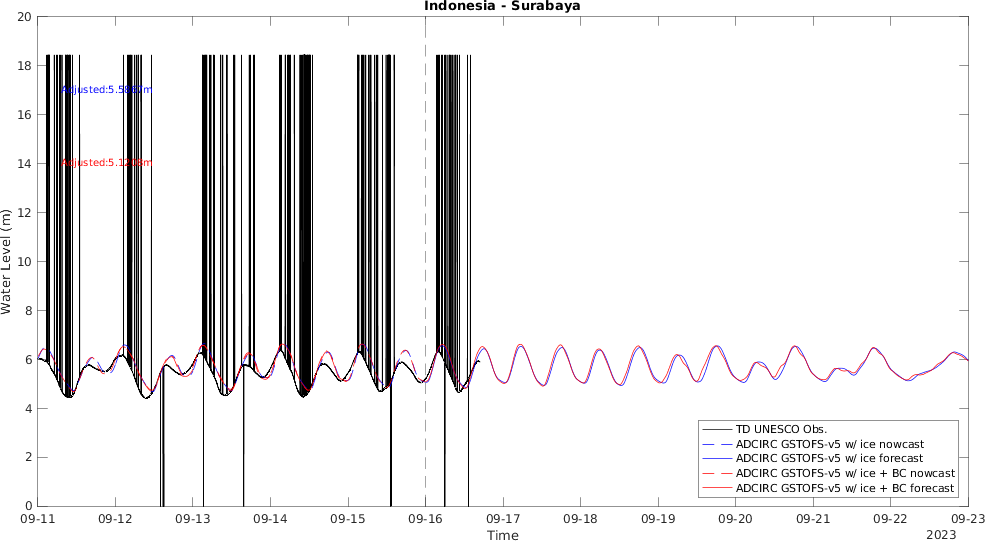 Indonesia - Surabaya
20
18
16
14
12
10
8
6
4
2
0
Water Level (m)
TD UNESCO Obs.
ADCIRC GSTOFS-v5 w/ ice nowcast
ADCIRC GSTOFS-v5 w/ ice forecast
ADCIRC GSTOFS-v5 w/ ice + BC nowcast
ADCIRC GSTOFS-v5 w/ ice + BC forecast
09-11 09-12 09-13 09-14 09-15 09-16 09-17 09-18 09-19 09-20 09-21 09-22 09-23
Time
2023